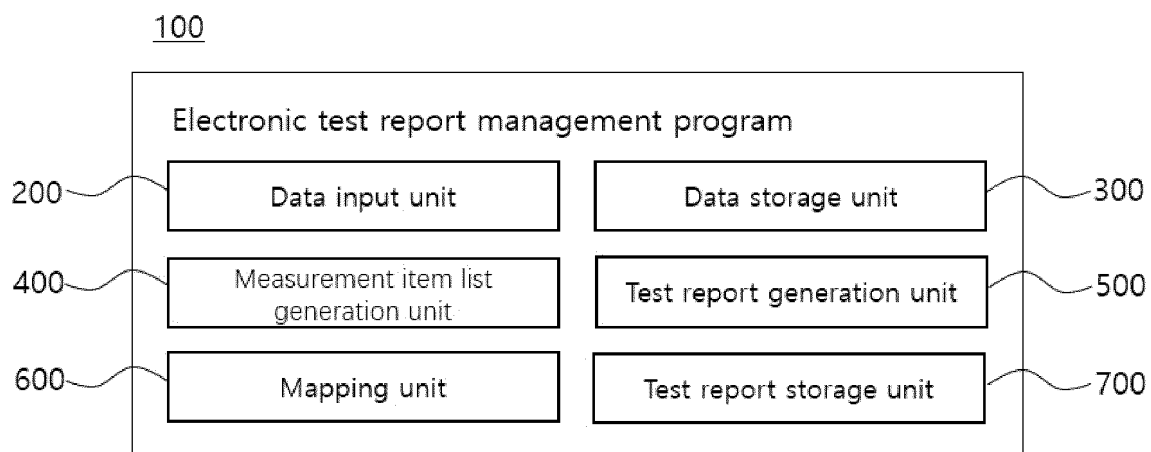 100
Electronic test report management program
200
Data input unit
Data storage unit
300
400
Measurement item list
generation unit
Test report generation unit
500
600
Mapping unit
Test report storage unit
700